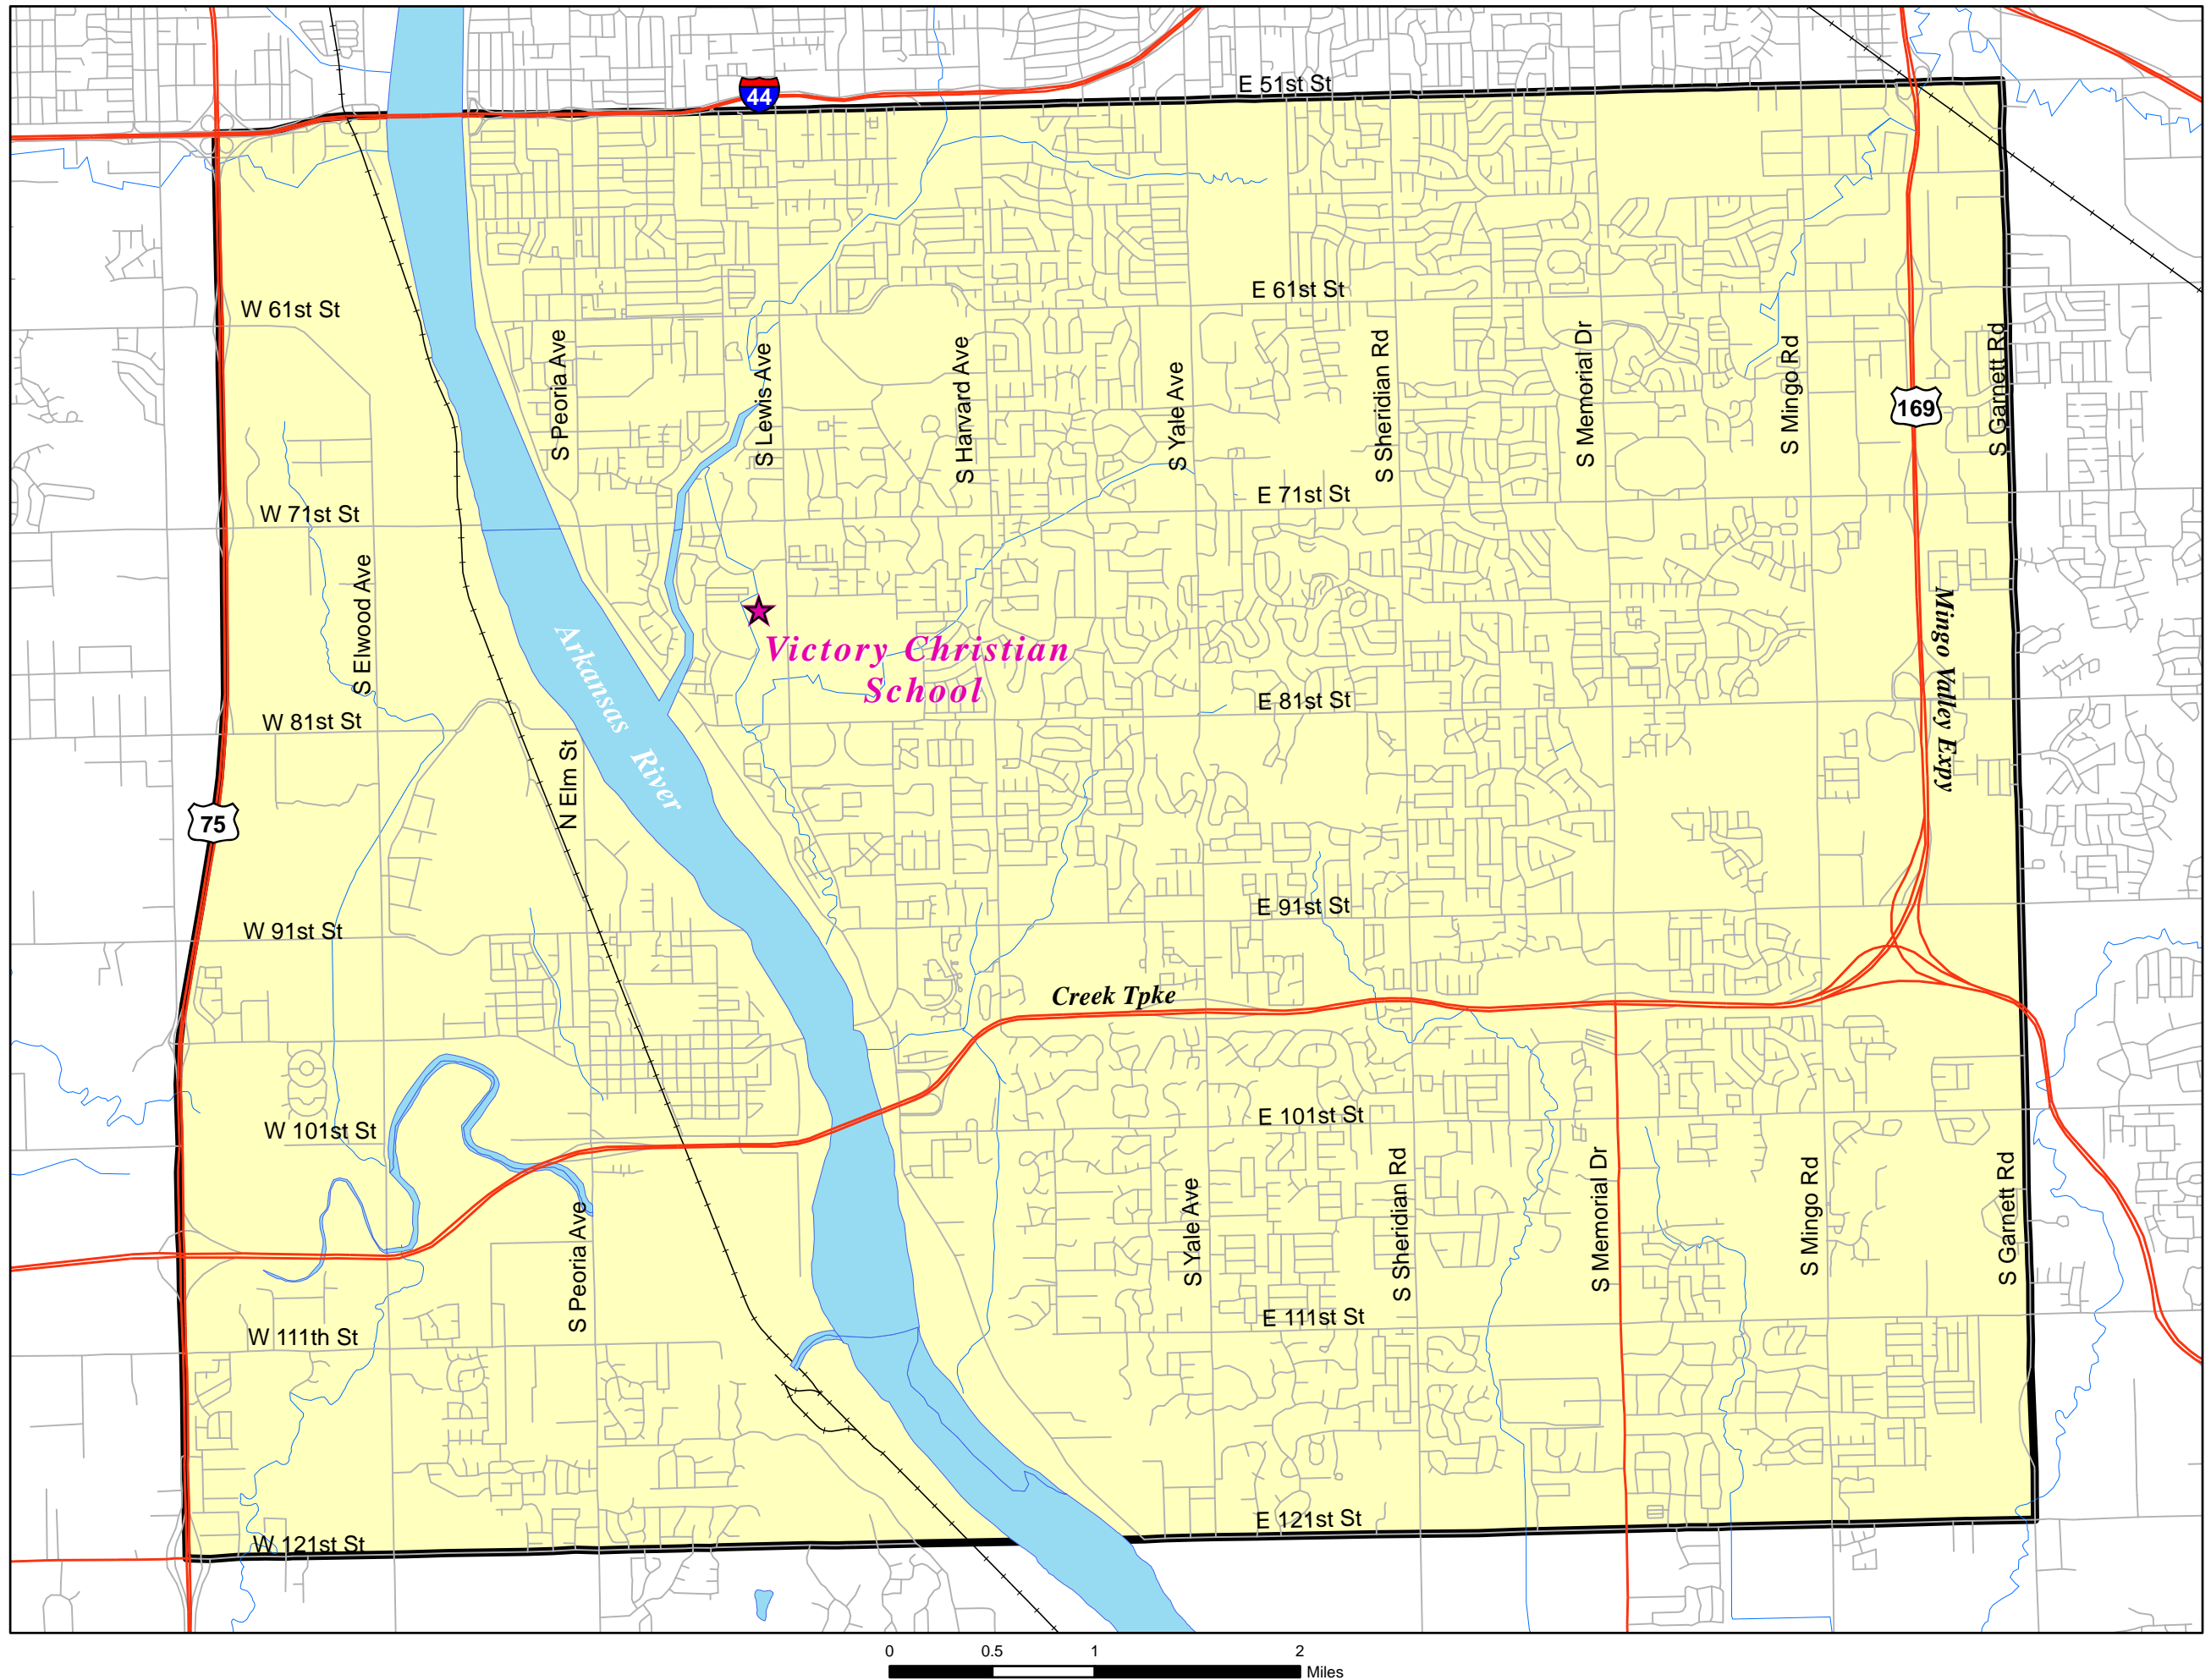 44
E 51st St
W 61st St
E 61st St
S Peoria Ave
S Lewis Ave
S Harvard Ave
S Yale Ave
S Sheridan Rd
S Memorial Dr
S Mingo Rd
169
S Garnett Rd
W 71st St
E 71st St
S Elwood Ave
Arkansas River
Victory Christian
School
Mingo Valley Expy
W 81st St
E 81st St
N Elm St
75
W 91st St
E 91st St
Creek Tpke
W 101st St
E 101st St
S Peoria Ave
S Yale Ave
S Sheridan Rd
S Memorial Dr
S Mingo Rd
S Garnett Rd
W 111th St
E 111st St
W 121st St
E 121st St
0 0.5 1 2
Miles